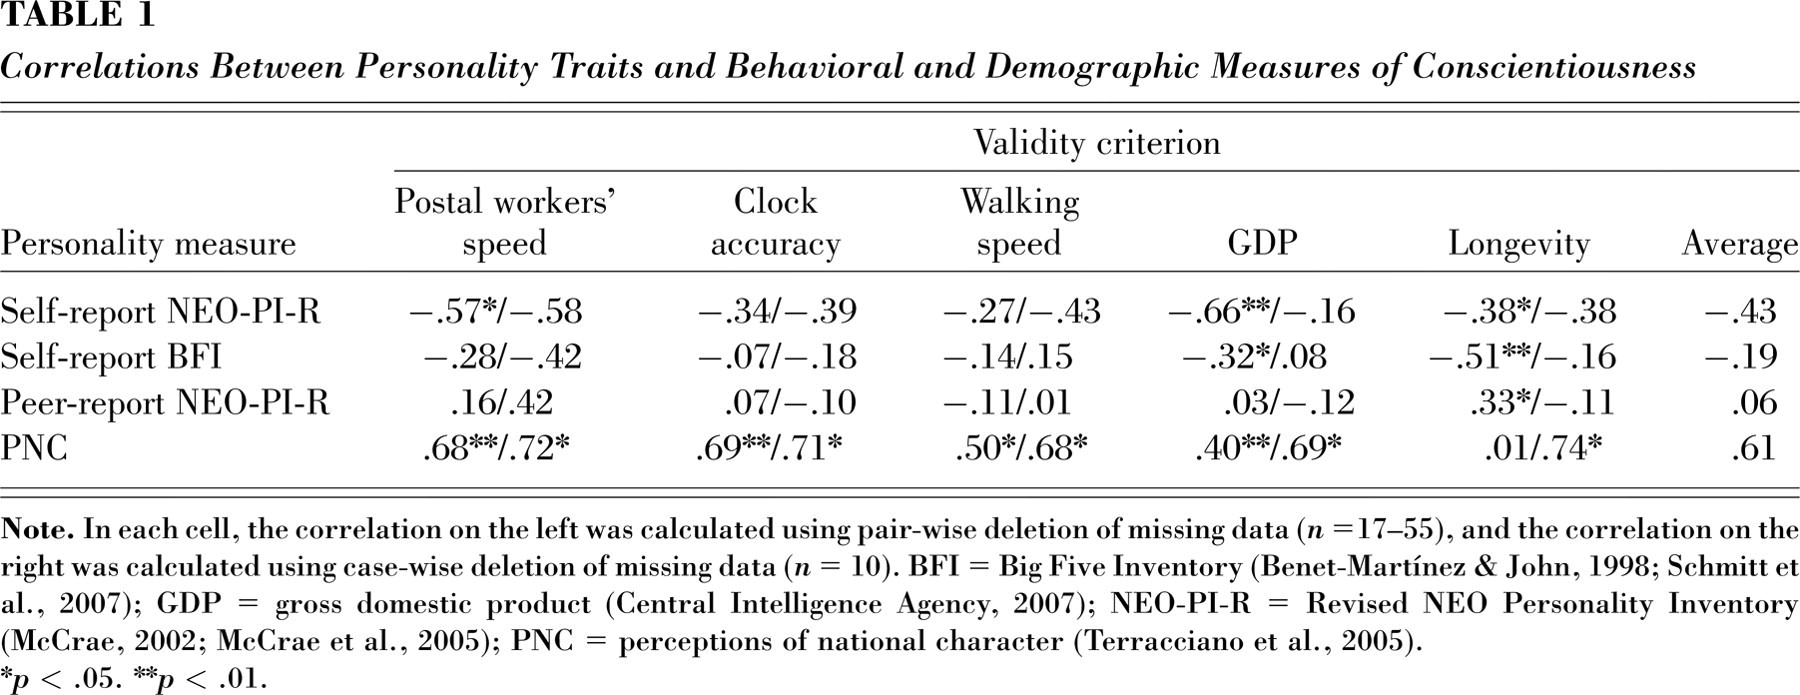 TABLE 1
Correlations Between Personality Traits and Behavioral and Demographic Measures of Conscientiousness
Validity criterion
Personality measure Postal workers’ speed Clock accuracy Walking speed GDP Longevity Average
Self-report NEO-PI-R −.57*/−.58 −.34/−.39 −.27/−.43 −.66**/−.16 −.38*/−.38 −.43
Self-report BFI −.28/−.42 −.07/−.18 −.14/.15 −.32*/.08 −.51**/−.16 −.19
Peer-report NEO-PI-R .16/.42 .07/−.10 −.11/.01 .03/−.12 .33*/−.11 .06
PNC .68**/.72* .69**/.71* .50*/.68* .40**/.69* .01/.74* .61
Note. In each cell, the correlation on the left was calculated using pair-wise deletion of missing data (n =17–55), and the correlation on the
right was calculated using case-wise deletion of missing data (n = 10). BFI = Big Five Inventory (Benet-Martínez & John, 1998; Schmitt et
al., 2007); GDP = gross domestic product (Central Intelligence Agency, 2007); NEO-PI-R = Revised NEO Personality Inventory
(McCrae, 2002; McCrae et al., 2005); PNC = perceptions of national character (Terracciano et al., 2005).
*p < .05. **p < .01.